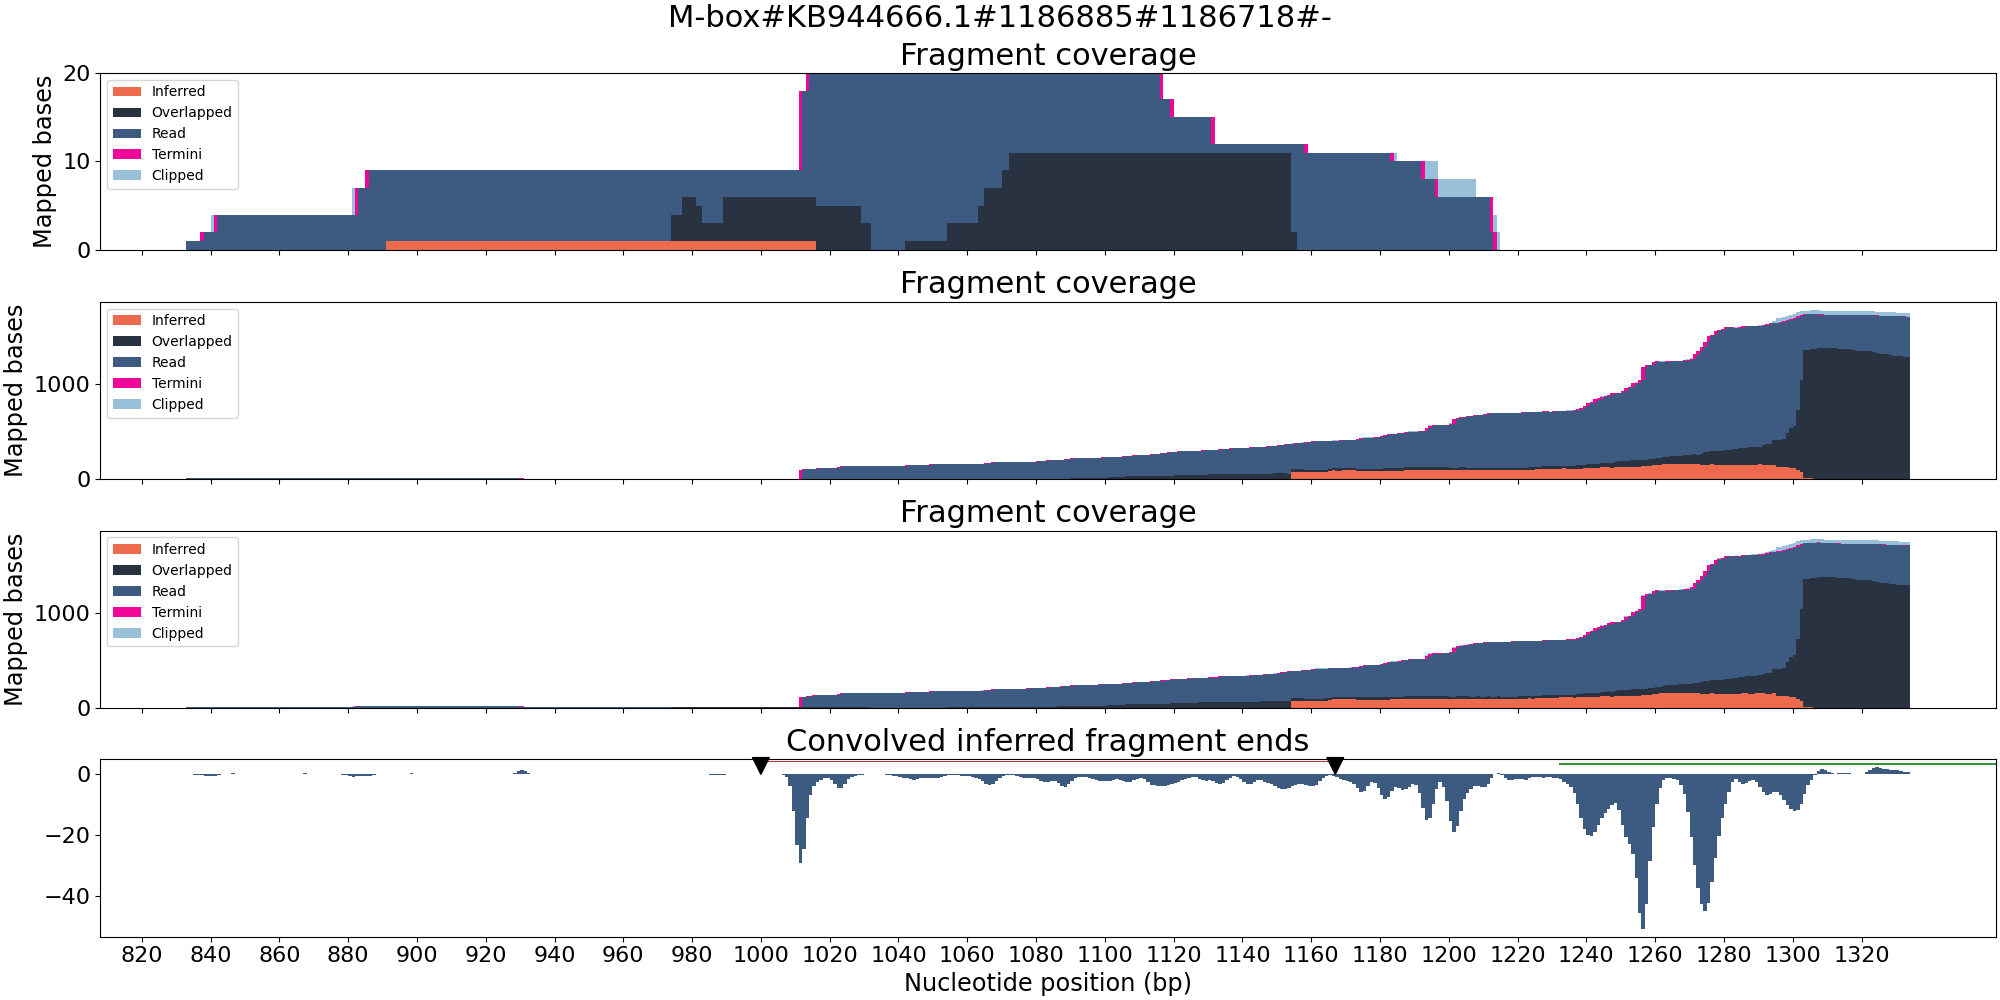 M-box#KB944666.1#1186885#1186718#-
Fragment coverage
Mapped bases
20
10
0
Inferred
Overlapped
Read
Termini
Clipped
Fragment coverage
Mapped bases
1000
0
Inferred
Overlapped
Read
Termini
Clipped
Fragment coverage
Mapped bases
1000
0
Inferred
Overlapped
Read
Termini
Clipped
Convolved inferred fragment ends
0
−20
−40
820 840 860 880 900 920 940 960 980 1000 1020 1040 1060 1080 1100 1120 1140 1160 1180 1200 1220 1240 1260 1280 1300 1320
Nucleotide position (bp)